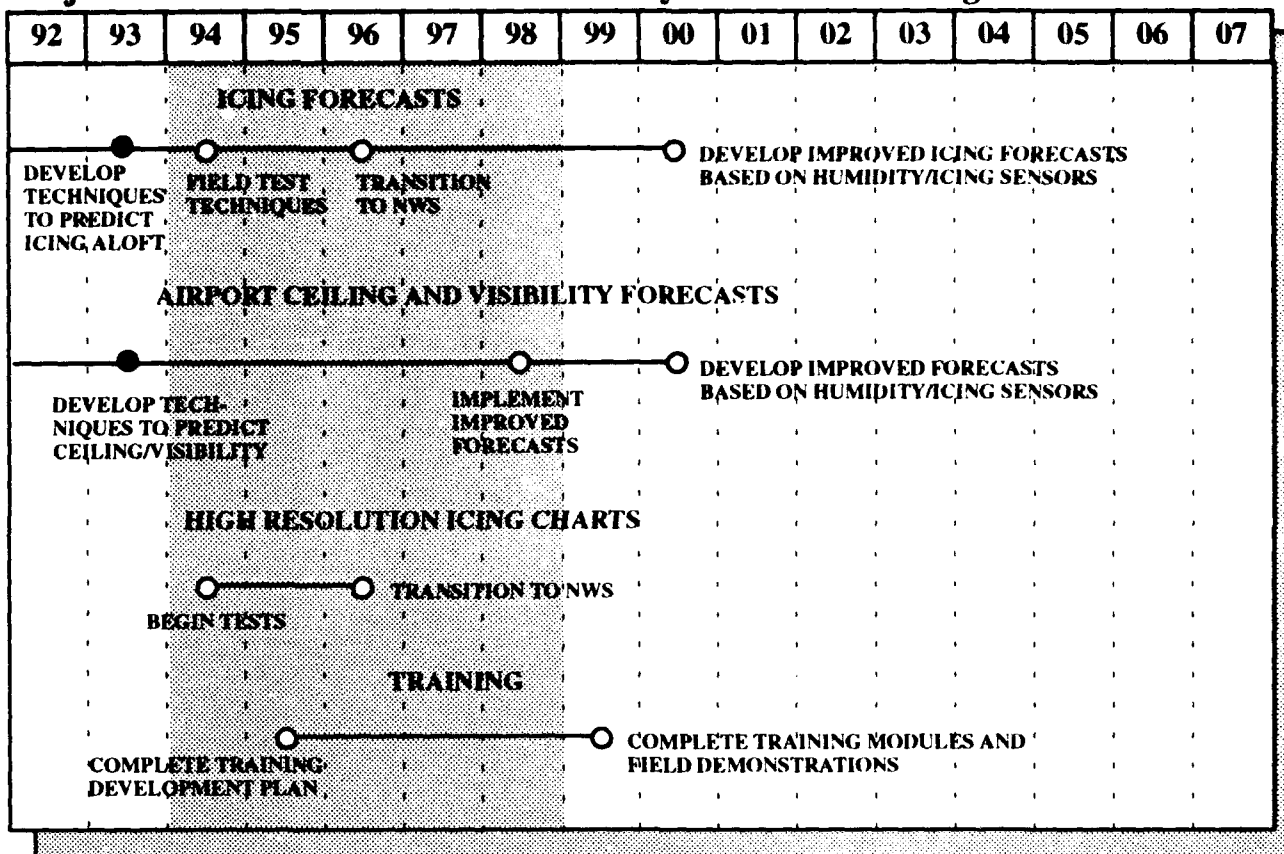 92 93 94 95 96 97 98 99 00 01 02 03 04 05 06 07
ICING FORECASTS
DEVELOP
TECHNIQUES
TO PREDICT
ICING ALOFT
FIELD TEST
TECHNIQUES
TRANSITION
TO NWS
DEVELOP IMPROVED ICING FORECASTS
BASED ON HUMIDITY/ICING SENSORS
AIRPORT CEILING AND VISIBILITY FORECASTS
DEVELOP TECH-
NIQUES TO PREDICT
CEILING/VISIBILITY
IMPLEMENT
IMPROVED
FORECASTS
DEVELOP IMPROVED FORECASTS
BASED ON HUMIDITY/ICING SENSORS
HIGH RESOLUTION ICING CHARTS
BEGIN TESTS
TRANSITION TO NWS
TRAINING
COMPLETE TRAINING
DEVELOPMENT PLAN
COMPLETE TRAINING MODULES AND
FIELD DEMONSTRATIONS